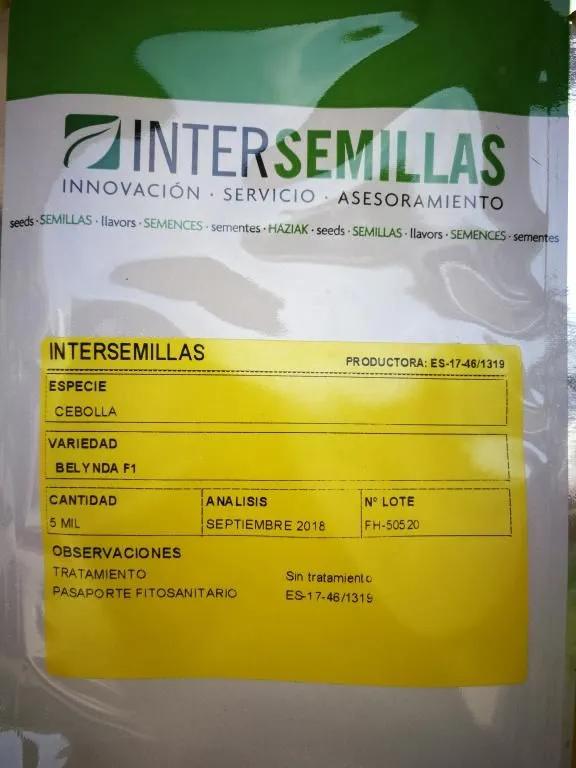 INTERSEMILLAS
INNOVACIÓN · SERVICIO · ASESORAMIENTO
seeds · SEMILLAS · llavors · SEMENCES · sementes · HAZIAK · seeds · SEMILLAS · llavors · SEMENCES · sementes
INTERSEMILLAS PRODUCTORA: ES-17-46/1319
ESPECIE
CEBOLLA
VARIEDAD
BELYNDA F1
CANTIDAD ANALISIS Nº LOTE
5 MIL SEPTIEMBRE 2018 FH-50520
OBSERVACIONES
TRATAMIENTO Sin tratamiento
PASAPORTE FITOSANITARIO ES-17-46/1319